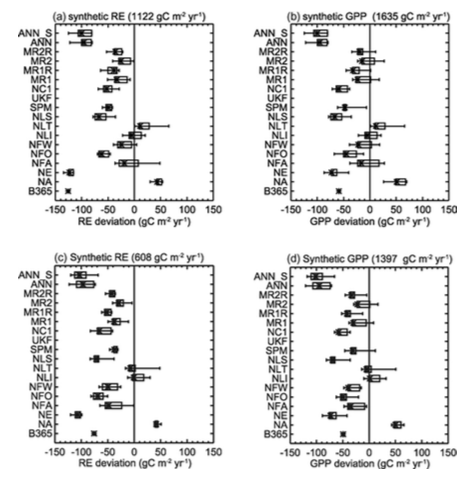 (a) synthetic RE (1122 gC m⁻² yr⁻¹)
ANN_S
ANN
MR2R
MR2
MR1R
MR1
NC1
UKF
SPM
NLS
NLT
NLI
NFW
NFO
NFA
NE
NA
B365
-150 -100 -50 0 50 100 150
RE deviation (gC m⁻² yr⁻¹)
(b) synthetic GPP (1635 gC m⁻² yr⁻¹)
ANN_S
ANN
MR2R
MR2
MR1R
MR1
NC1
UKF
SPM
NLS
NLT
NLI
NFW
NFO
NFA
NE
NA
B365
-150 -100 -50 0 50 100 150
GPP deviation (gC m⁻² yr⁻¹)
(c) Synthetic RE (608 gC m⁻² yr⁻¹)
ANN_S
ANN
MR2R
MR2
MR1R
MR1
NC1
UKF
SPM
NLS
NLT
NLI
NFW
NFO
NFA
NE
NA
B365
-150 -100 -50 0 50 100 150
RE deviation (gC m⁻² yr⁻¹)
(d) Synthetic GPP (1397 gC m⁻² yr⁻¹)
ANN_S
ANN
MR2R
MR2
MR1R
MR1
NC1
UKF
SPM
NLS
NLT
NLI
NFW
NFO
NFA
NE
NA
B365
-150 -100 -50 0 50 100 150
GPP deviation (gC m⁻² yr⁻¹)